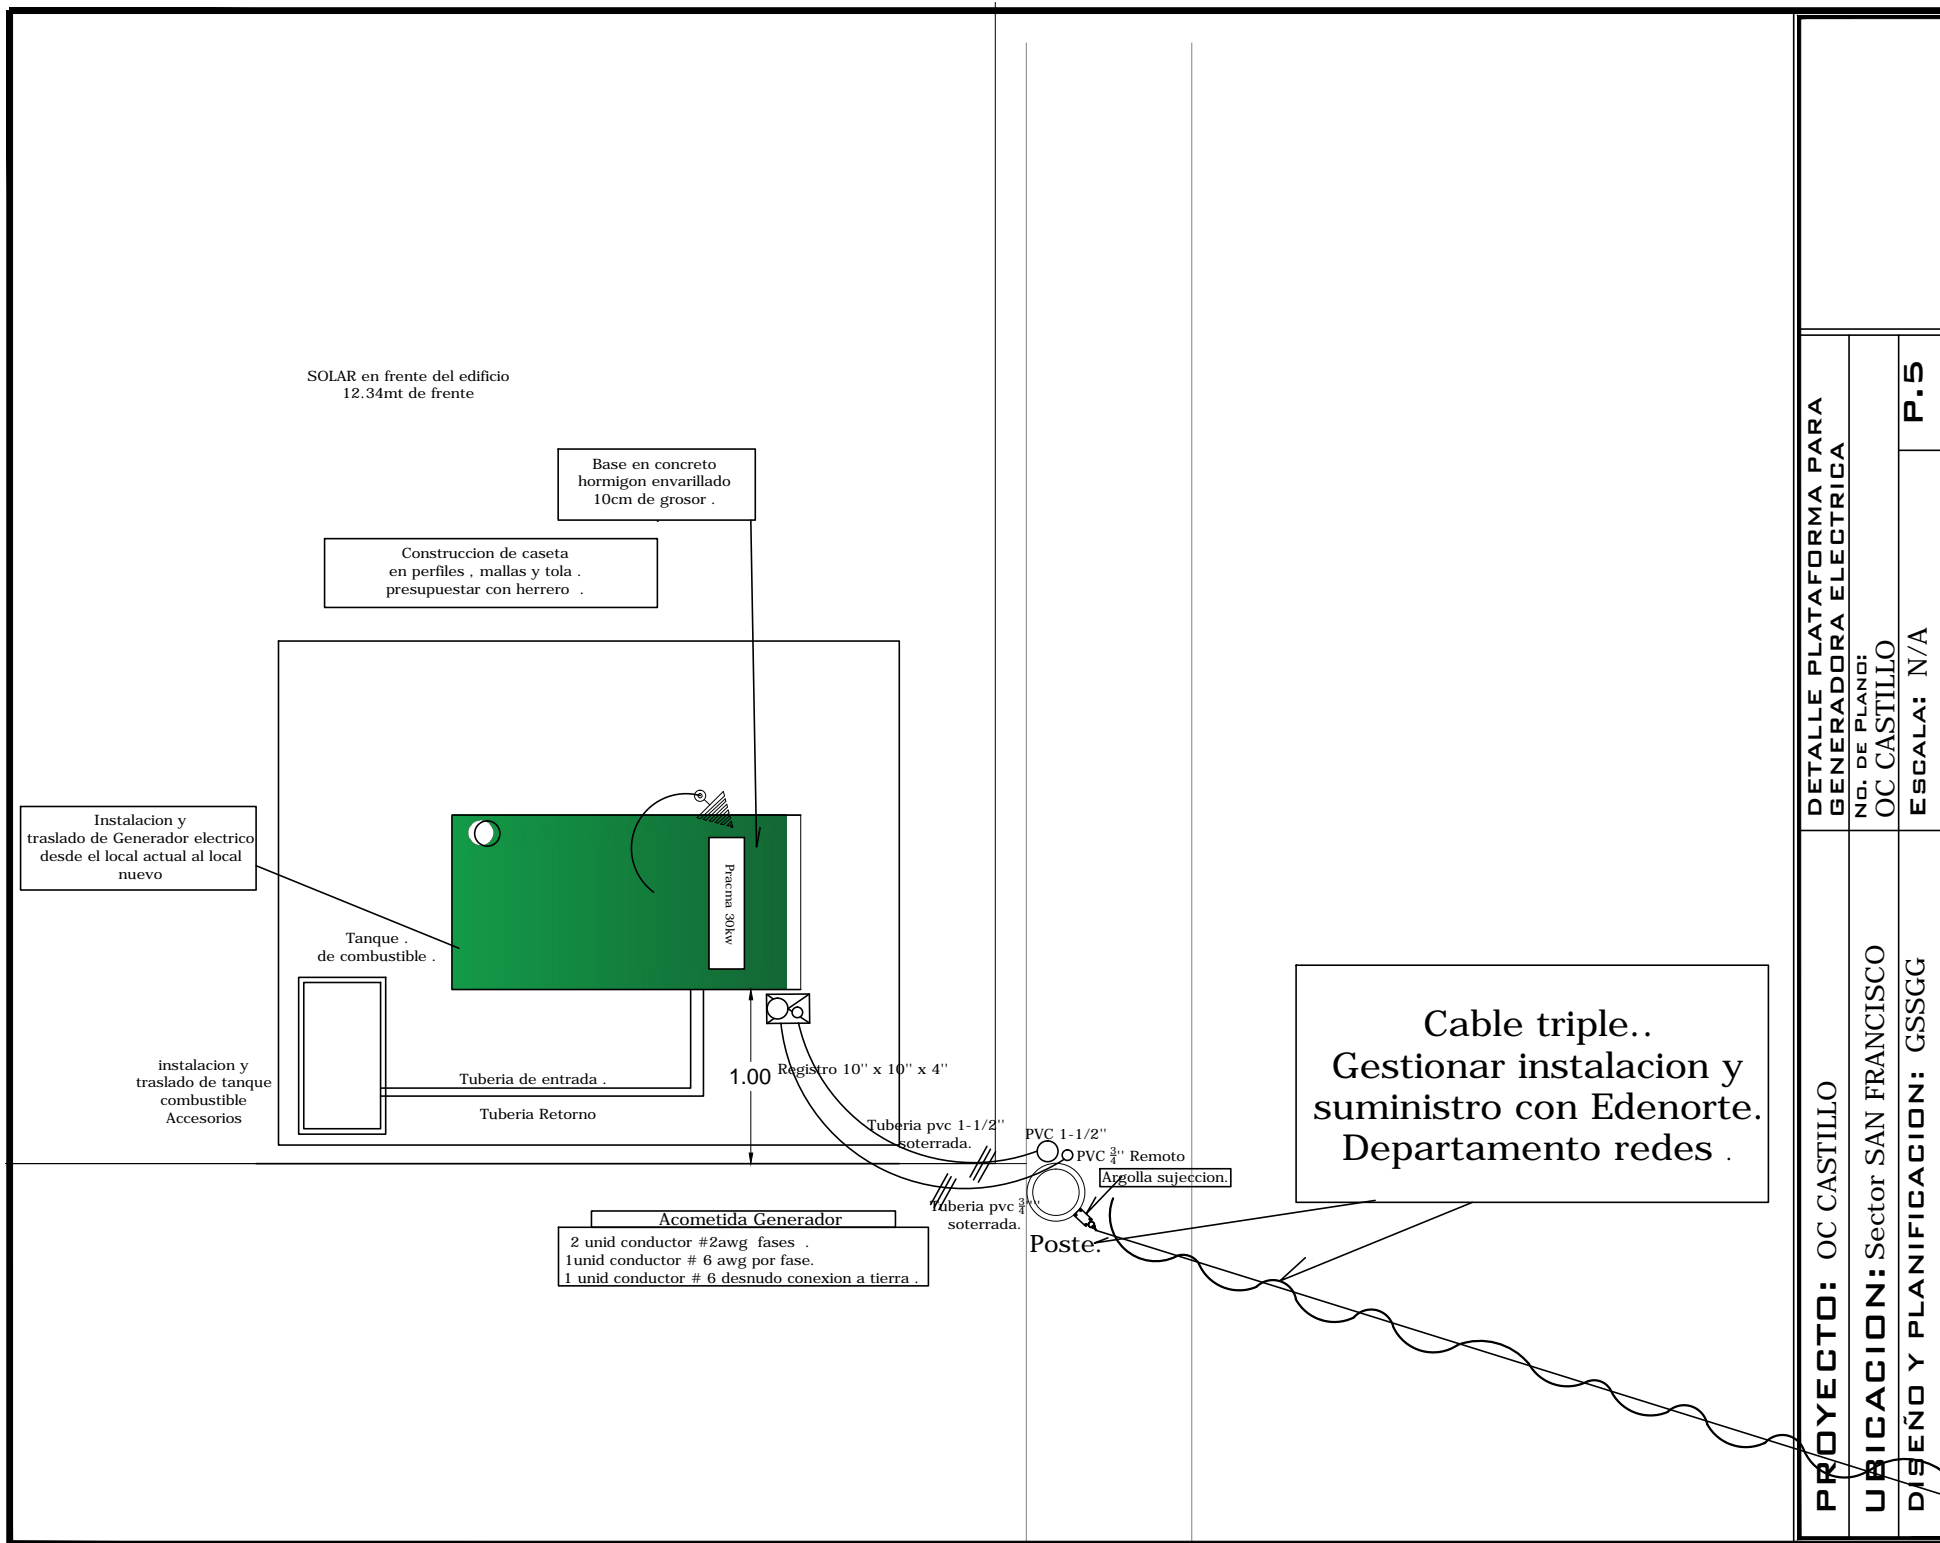 SOLAR en frente del edificio
12.34mt de frente
Base en concreto
hormigon envarillado
10cm de grosor .
Construccion de caseta
en perfiles , mallas y tola .
presupuestar con herrero .
Instalacion y
traslado de Generador electrico
desde el local actual al local
nuevo
Pracma 30kw
Tanque .
de combustible .
instalacion y
traslado de tanque
combustible
Accesorios
Tuberia de entrada .
Tuberia Retorno
1.00
Registro 10'' x 10'' x 4''
Tuberia pvc 1-1/2''
soterrada.
PVC 1-1/2''
PVC 3/4'' Remoto
Argolla sujeccion.
Tuberia pvc 3/4''''
soterrada.
Poste.
Acometida Generador
2 unid conductor #2awg fases .
1unid conductor # 6 awg por fase.
1 unid conductor # 6 desnudo conexion a tierra .
Cable triple..
Gestionar instalacion y
suministro con Edenorte.
Departamento redes .
DETALLE PLATAFORMA PARA
GENERADORA ELECTRICA
No. DE PLANO:
OC CASTILLO
ESCALA: N/A
P.5
PROYECTO: OC CASTILLO
UBICACION: Sector SAN FRANCISCO
DISEÑO Y PLANIFICACION: GSSGG